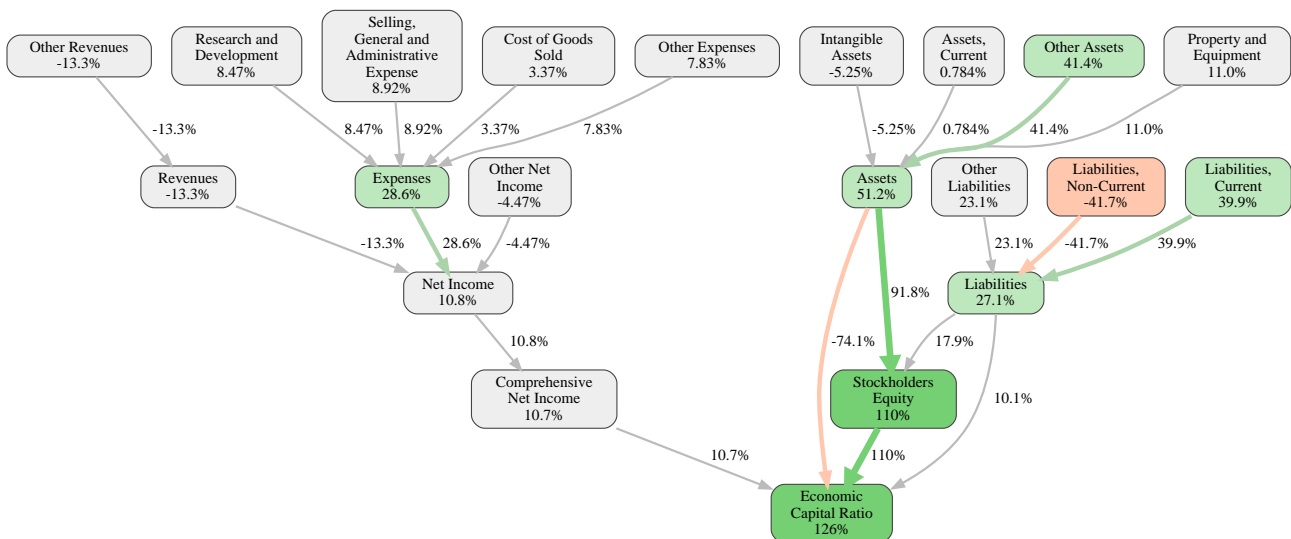 Other Revenues
-13.3%
Research and
Development
8.47%
Selling,
General and
Administrative
Expense
8.92%
Cost of Goods
Sold
3.37%
Other Expenses
7.83%
Intangible
Assets
-5.25%
Assets,
Current
0.784%
Other Assets
41.4%
Property and
Equipment
11.0%
-13.3%
8.47%
8.92%
3.37%
7.83%
-5.25%
0.784%
41.4%
11.0%
Revenues
-13.3%
Expenses
28.6%
Other Net
Income
-4.47%
Assets
51.2%
Other
Liabilities
23.1%
Liabilities,
Non-Current
-41.7%
Liabilities,
Current
39.9%
-13.3%
28.6%
-4.47%
23.1%
-41.7%
39.9%
Net Income
10.8%
91.8%
Liabilities
27.1%
10.8%
-74.1%
17.9%
Comprehensive
Net Income
10.7%
Stockholders
Equity
110%
10.1%
10.7%
110%
Economic
Capital Ratio
126%